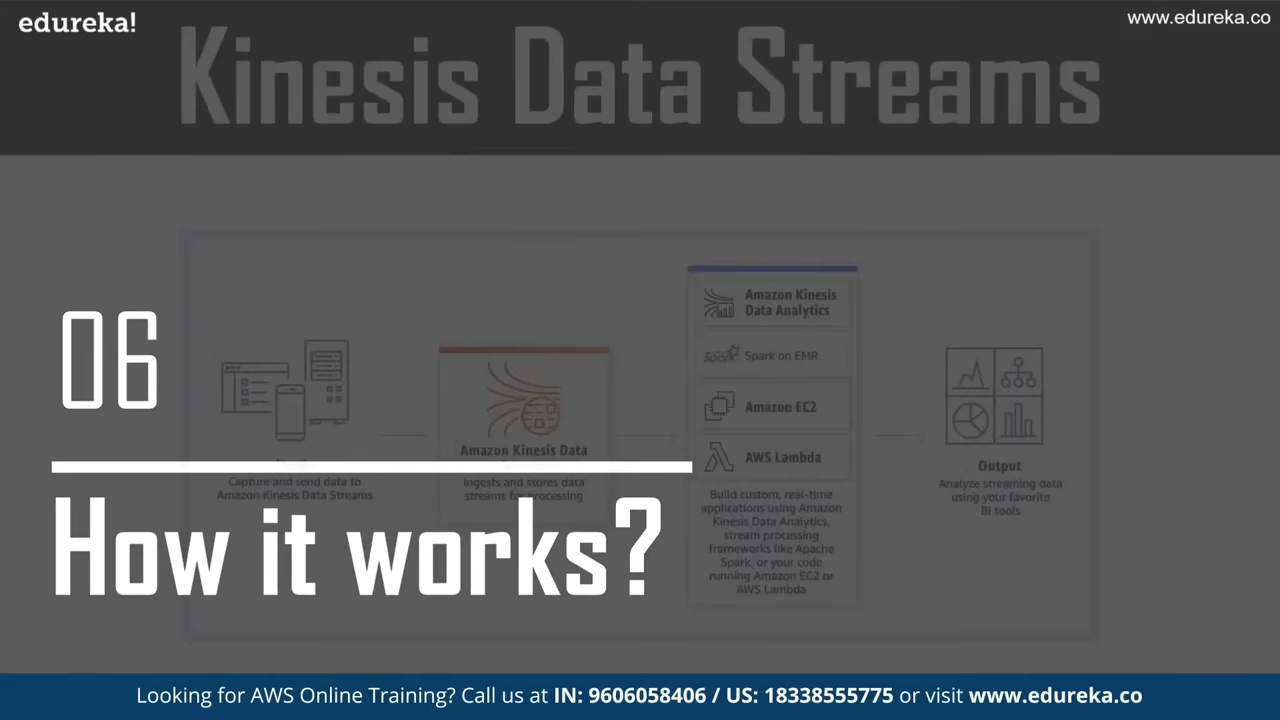 edureka!
www.edureka.co
Kinesis Data Streams
06
How it works?
Capture and send data to
Amazon Kinesis Data Streams
Amazon Kinesis Data
Ingests and stores data
streams for processing
Amazon Kinesis
Data Analytics
Spark
Spark on EMR
Amazon EC2
AWS Lambda
Build custom, real-time
applications using Amazon
Kinesis Data Analytics,
stream processing
frameworks like Apache
Spark, or your code
running Amazon EC2 or
AWS Lambda
Output
Analyze streaming data
using your favorite
BI tools
Looking for AWS Online Training? Call us at IN: 9606058406 / US: 18338555775 or visit www.edureka.co